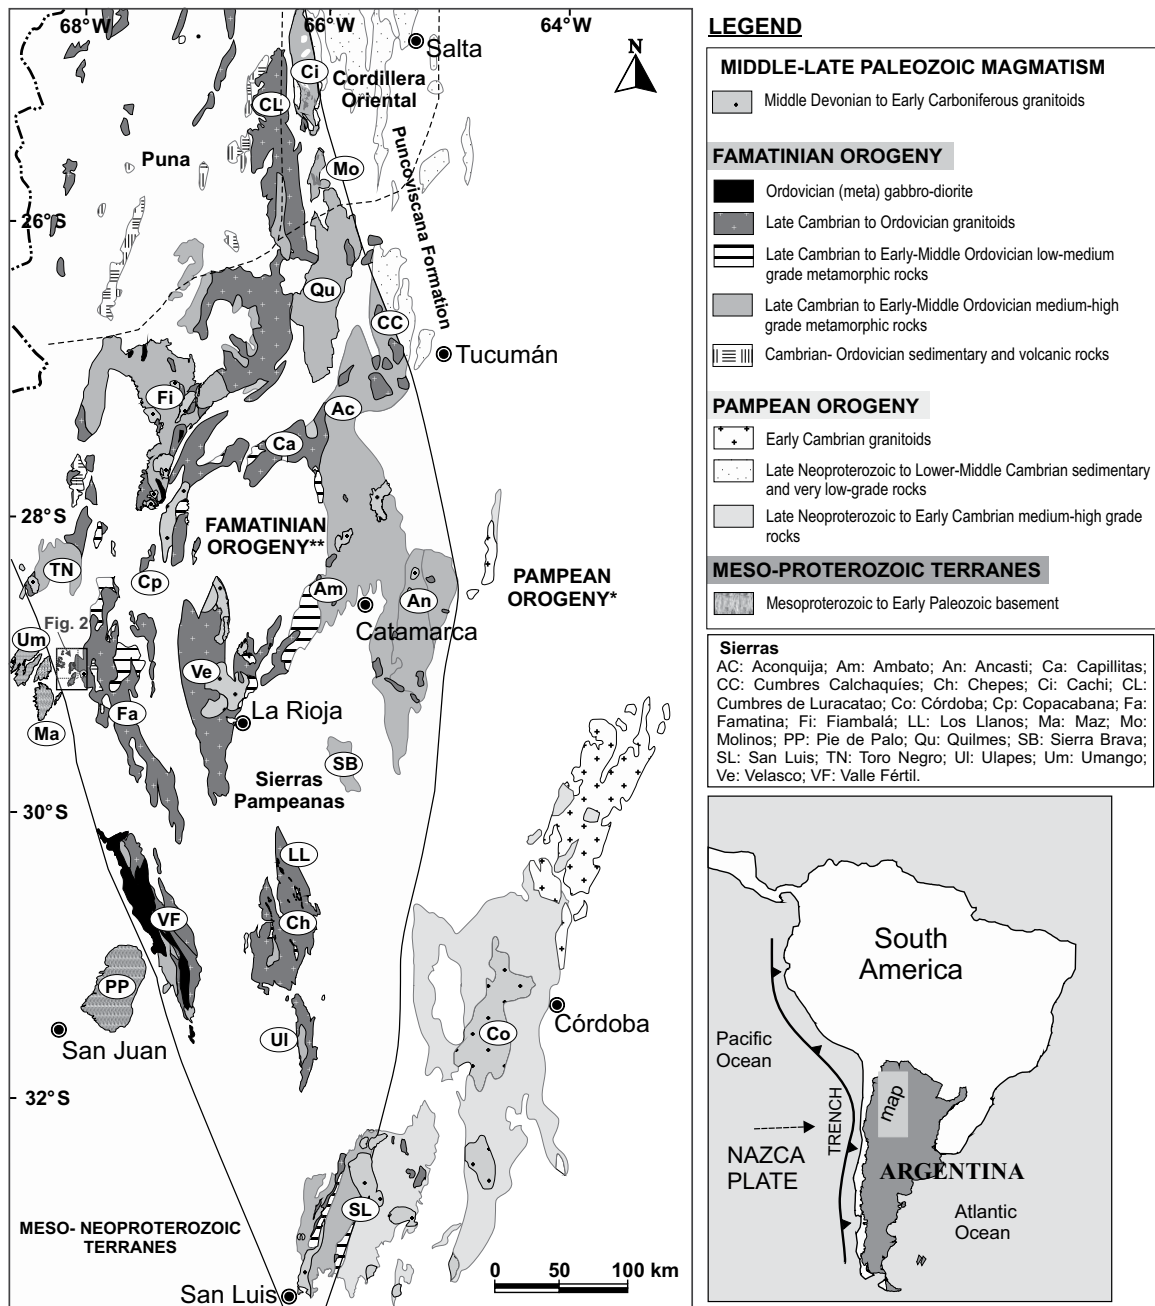 68°W
66°W
64°W
Salta
N
Ci
Cordillera
Oriental
CL
Puna
Mo
Puncoviscana Formation
26°S
Qu
CC
Tucumán
Fi
Ac
Ca
28°S
FAMATINIAN
OROGENY**
TN
Cp
Am
An
PAMPEAN
OROGENY*
Catamarca
Fig. 2
Um
Ve
La Rioja
Ma
Fa
SB
Sierras
Pampeanas
30°S
LL
VF
Ch
PP
San Juan
Ul
Co
Córdoba
32°S
SL
MESO- NEOPROTEROZOIC
TERRANES
San Luis
0 50 100 km
LEGEND
MIDDLE-LATE PALEOZOIC MAGMATISM
Middle Devonian to Early Carboniferous granitoids
FAMATINIAN OROGENY
Ordovician (meta) gabbro-diorite
Late Cambrian to Ordovician granitoids
Late Cambrian to Early-Middle Ordovician low-medium
grade metamorphic rocks
Late Cambrian to Early-Middle Ordovician medium-high
grade metamorphic rocks
Cambrian- Ordovician sedimentary and volcanic rocks
PAMPEAN OROGENY
Early Cambrian granitoids
Late Neoproterozoic to Lower-Middle Cambrian sedimentary
and very low-grade rocks
Late Neoproterozoic to Early Cambrian medium-high grade
rocks
MESO-PROTEROZOIC TERRANES
Mesoproterozoic to Early Paleozoic basement
Sierras
AC: Aconquija; Am: Ambato; An: Ancasti; Ca: Capillitas;
CC: Cumbres Calchaquíes; Ch: Chepes; Ci: Cachi; CL:
Cumbres de Luracatao; Co: Córdoba; Cp: Copacabana; Fa:
Famatina; Fi: Fiambalá; LL: Los Llanos; Ma: Maz; Mo:
Molinos; PP: Pie de Palo; Qu: Quilmes; SB: Sierra Brava;
SL: San Luis; TN: Toro Negro; Ul: Ulapes; Um: Umango;
Ve: Velasco; VF: Valle Fértil.
South
America
Pacific
Ocean
TRENCH
map
NAZCA
PLATE
ARGENTINA
Atlantic
Ocean